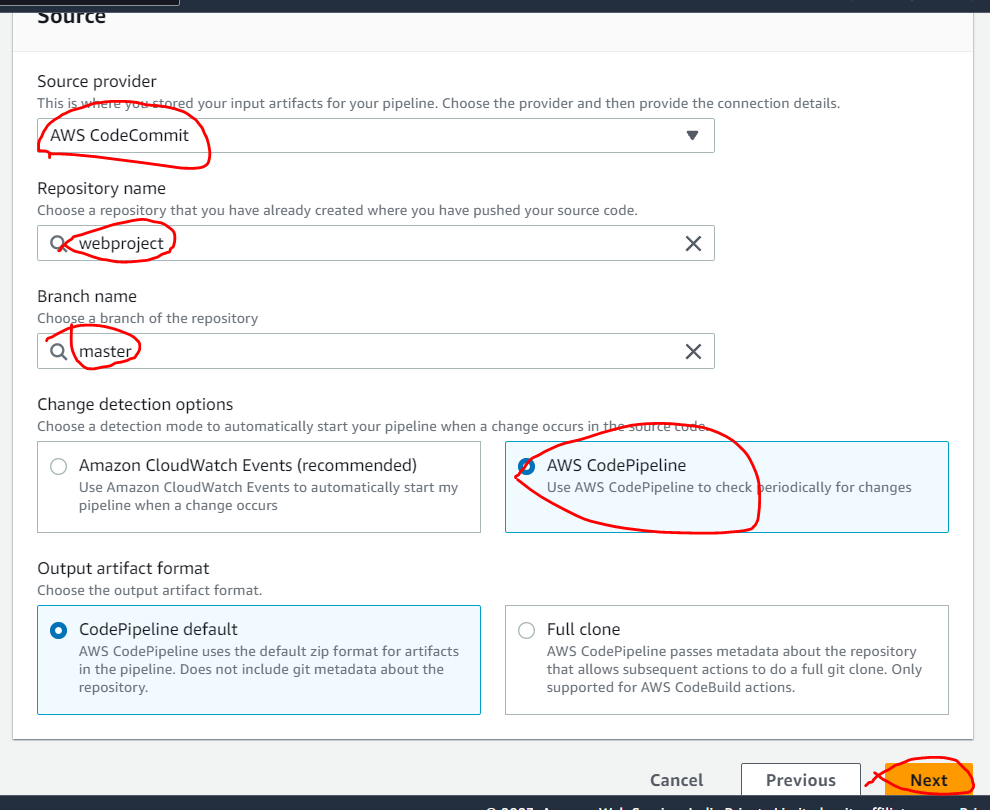 Source
Source provider
This is where you stored your input artifacts for your pipeline. Choose the provider and then provide the connection details.
AWS CodeCommit
Repository name
Choose a repository that you have already created where you have pushed your source code.
webproject
Branch name
Choose a branch of the repository
master
Change detection options
Choose a detection mode to automatically start your pipeline when a change occurs in the source code.
Amazon CloudWatch Events (recommended)
Use Amazon CloudWatch Events to automatically start my
pipeline when a change occurs
AWS CodePipeline
Use AWS CodePipeline to check periodically for changes
Output artifact format
Choose the output artifact format.
CodePipeline default
AWS CodePipeline uses the default zip format for artifacts
in the pipeline. Does not include git metadata about the
repository.
Full clone
AWS CodePipeline passes metadata about the repository
that allows subsequent actions to do a full git clone. Only
supported for AWS CodeBuild actions.
Cancel
Previous
Next